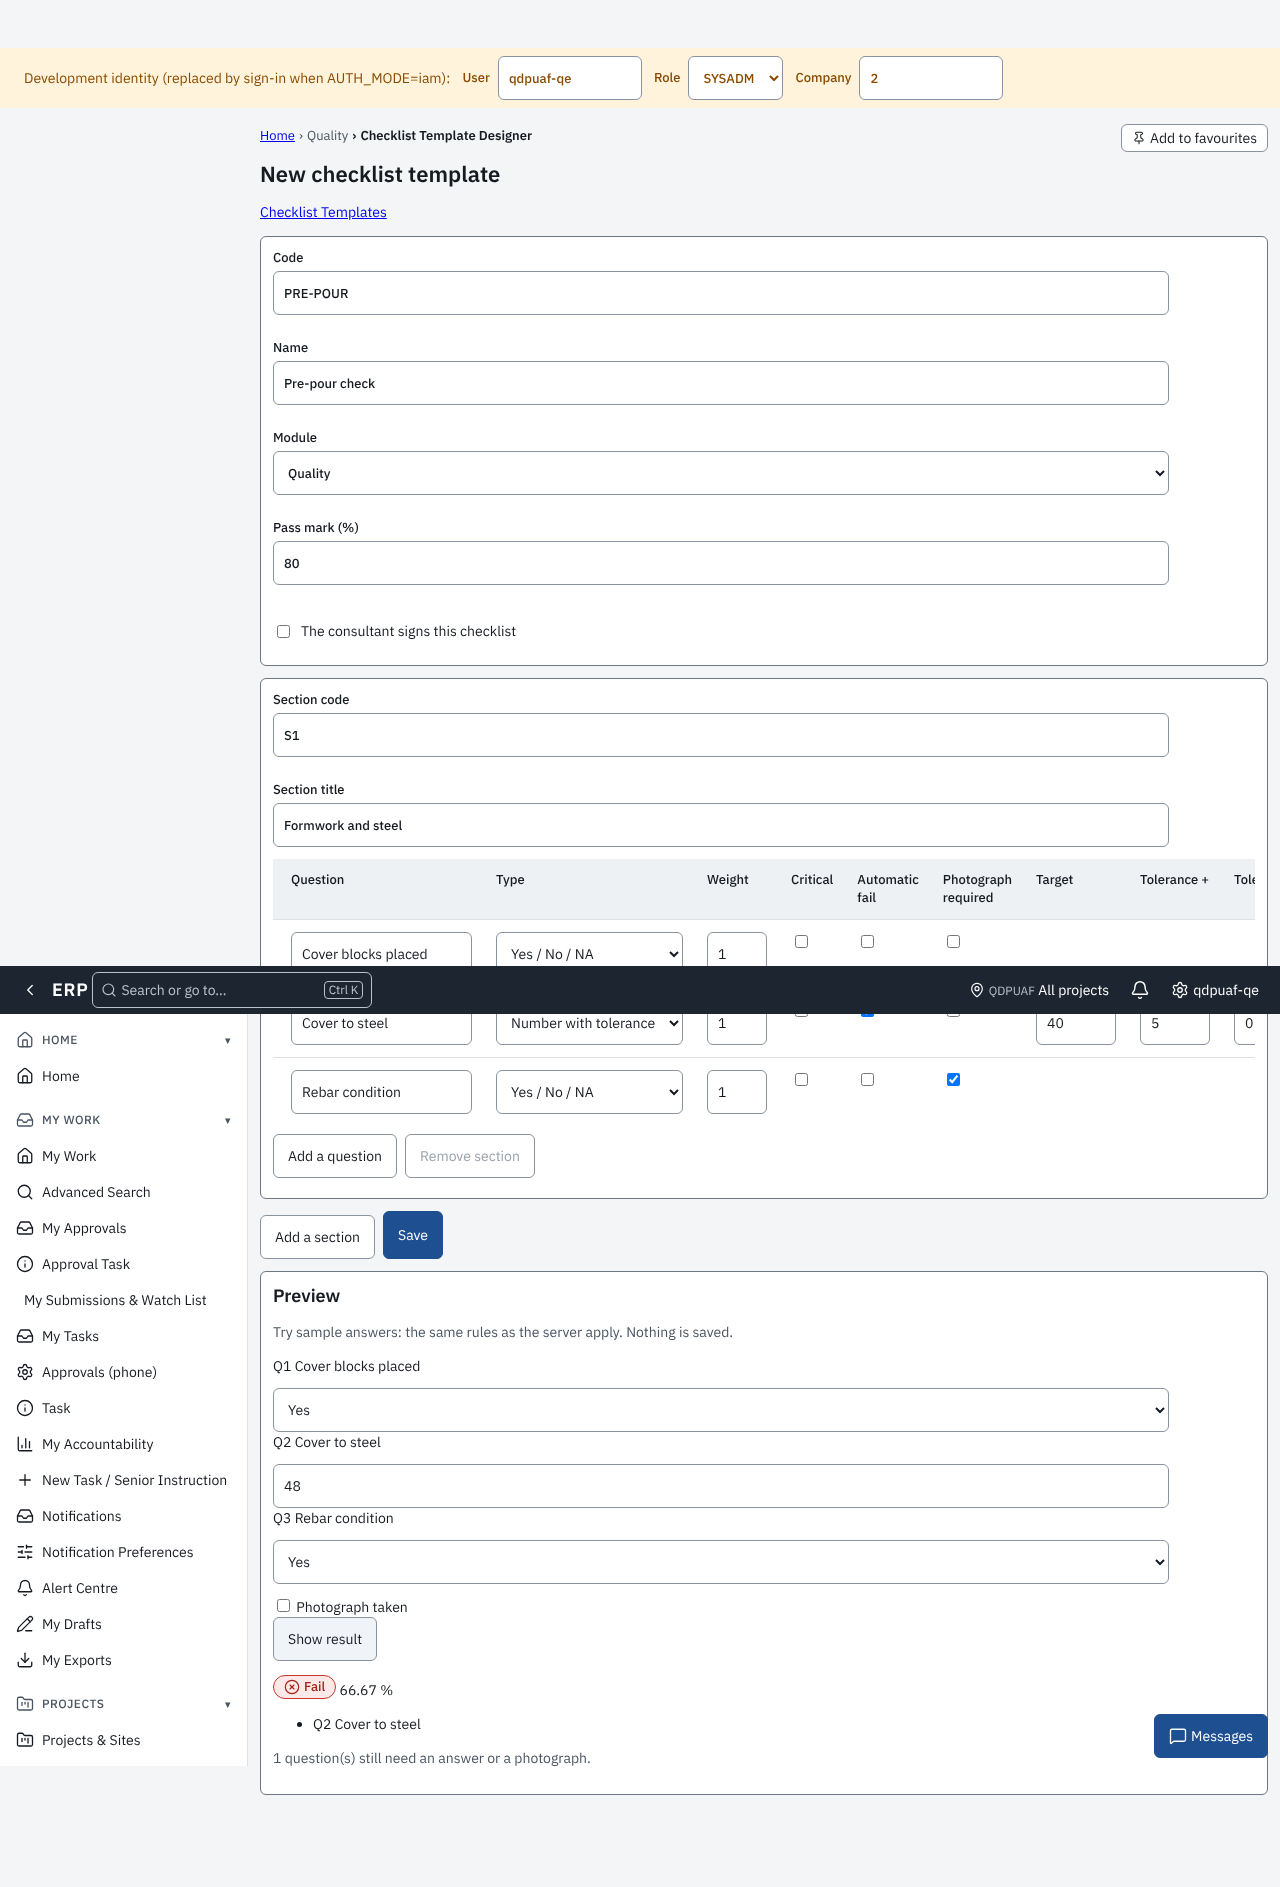 Development identity (replaced by sign-in when AUTH_MODE=iam): User qdpuaf-qe Role SYSADM Company 2
Home › Quality › Checklist Template Designer
Add to favourites
New checklist template
Checklist Templates
Code
PRE-POUR
Name
Pre-pour check
Module
Quality
Pass mark (%)
80
The consultant signs this checklist
Section code
S1
Section title
Formwork and steel
Question Type Weight Critical Automatic fail Photograph required Target Tolerance + Tole
Cover blocks placed Yes / No / NA 1
ERP Search or go to... Ctrl K QDPUAF All projects qdpuaf-qe
Cover to steel Number with tolerance 1 40 5 0
Rebar condition Yes / No / NA 1
Add a question Remove section
Add a section Save
HOME
Home
MY WORK
My Work
Advanced Search
My Approvals
Approval Task
My Submissions & Watch List
My Tasks
Approvals (phone)
Task
My Accountability
New Task / Senior Instruction
Notifications
Notification Preferences
Alert Centre
My Drafts
My Exports
PROJECTS
Projects & Sites
Preview
Try sample answers: the same rules as the server apply. Nothing is saved.
Q1 Cover blocks placed
Yes
Q2 Cover to steel
48
Q3 Rebar condition
Yes
Photograph taken
Show result
Fail 66.67 %
• Q2 Cover to steel
1 question(s) still need an answer or a photograph.
Messages